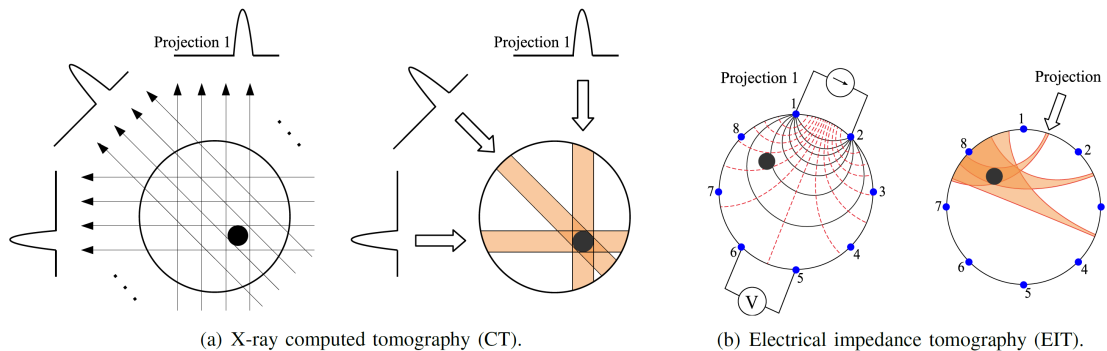 Projection 1
Projection 1
(a) X-ray computed tomography (CT).
Projection 1
1
2
3
4
5
6
7
8
V
Projection
1
2
4
5
6
7
8
(b) Electrical impedance tomography (EIT).